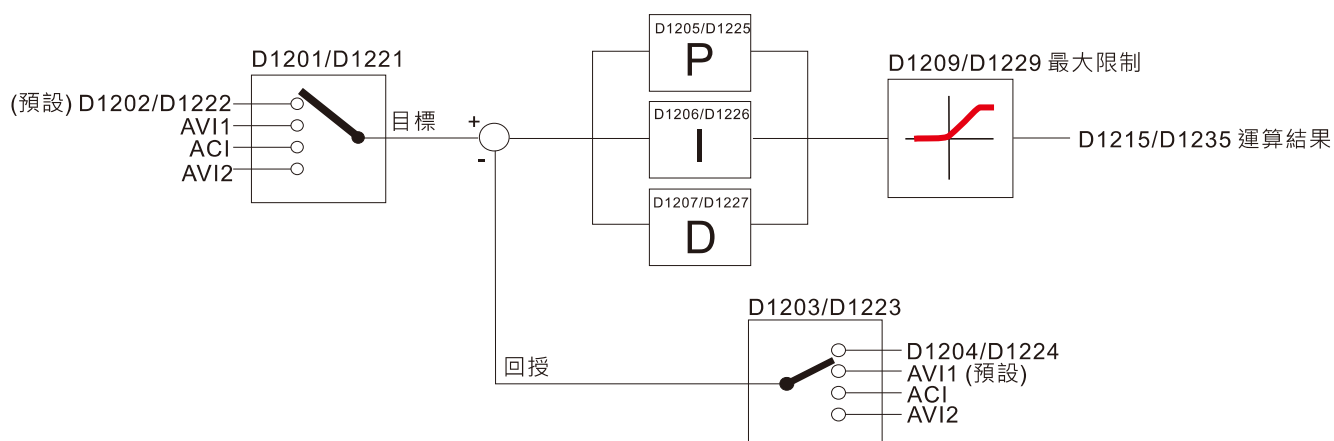 D1201/D1221
(預設) D1202/D1222
AVI1
ACI
AVI2
目標
+
-
D1205/D1225
P
D1206/D1226
I
D1207/D1227
D
D1209/D1229 最大限制
D1215/D1235 運算結果
回授
D1203/D1223
D1204/D1224
AVI1 (預設)
ACI
AVI2